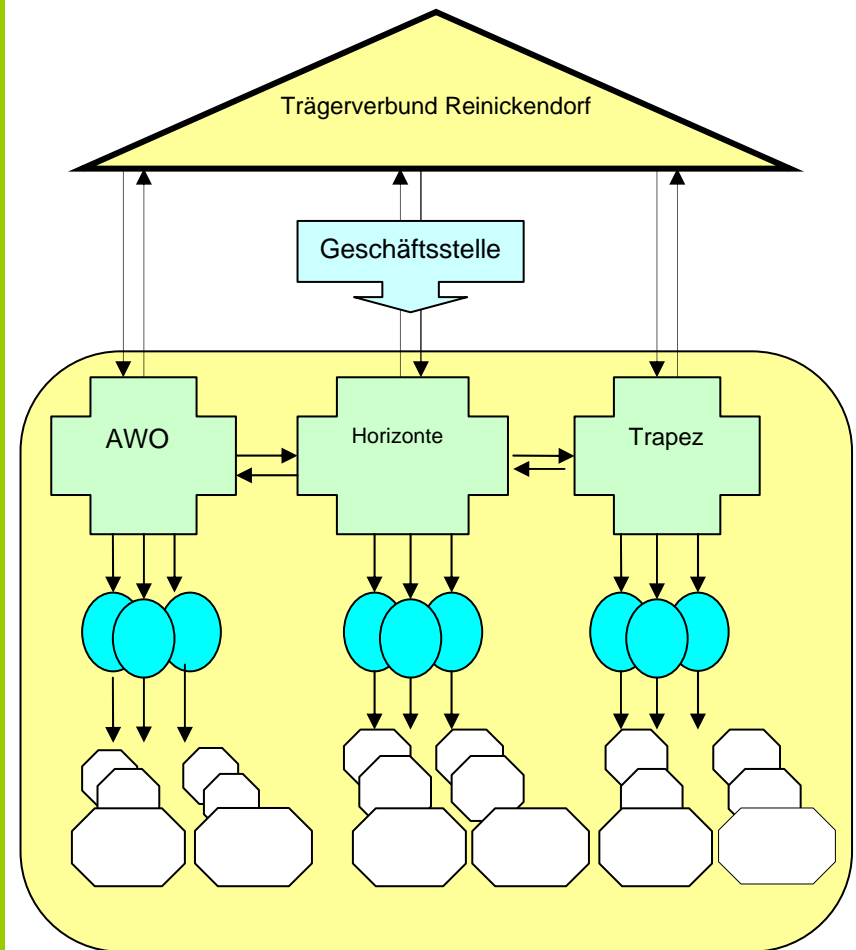 Trägerverbund Reinickendorf
Geschäftsstelle
AWO
Horizonte
Trapez